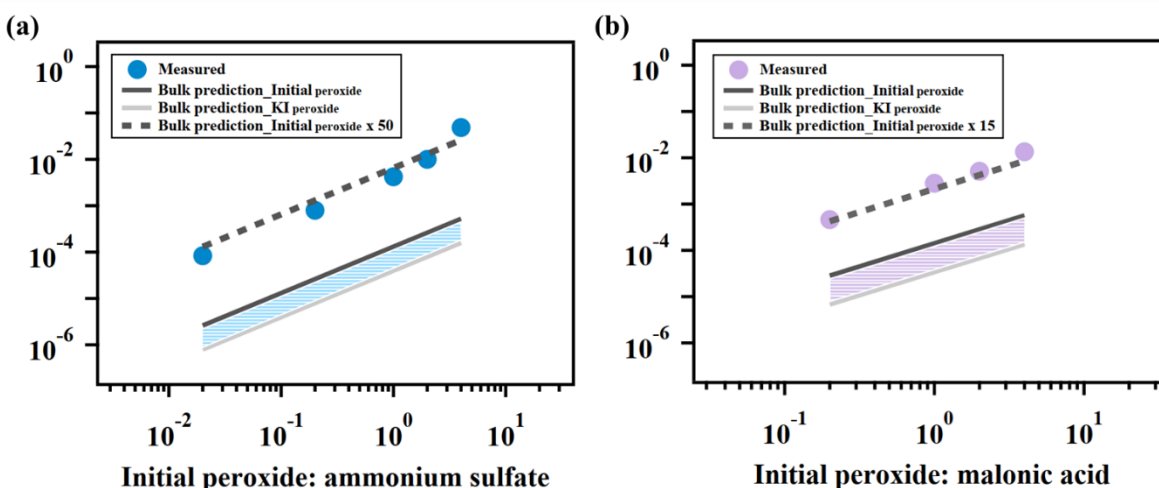 (a)
10^0
10^-2
10^-4
10^-6
Measured
Bulk prediction_Initial peroxide
Bulk prediction_KI peroxide
Bulk prediction_Initial peroxide x 50
10^-2 10^-1 10^0 10^1
Initial peroxide: ammonium sulfate
(b)
10^0
10^-2
10^-4
10^-6
Measured
Bulk prediction_Initial peroxide
Bulk prediction_KI peroxide
Bulk prediction_Initial peroxide x 15
10^-1 10^0 10^1
Initial peroxide: malonic acid